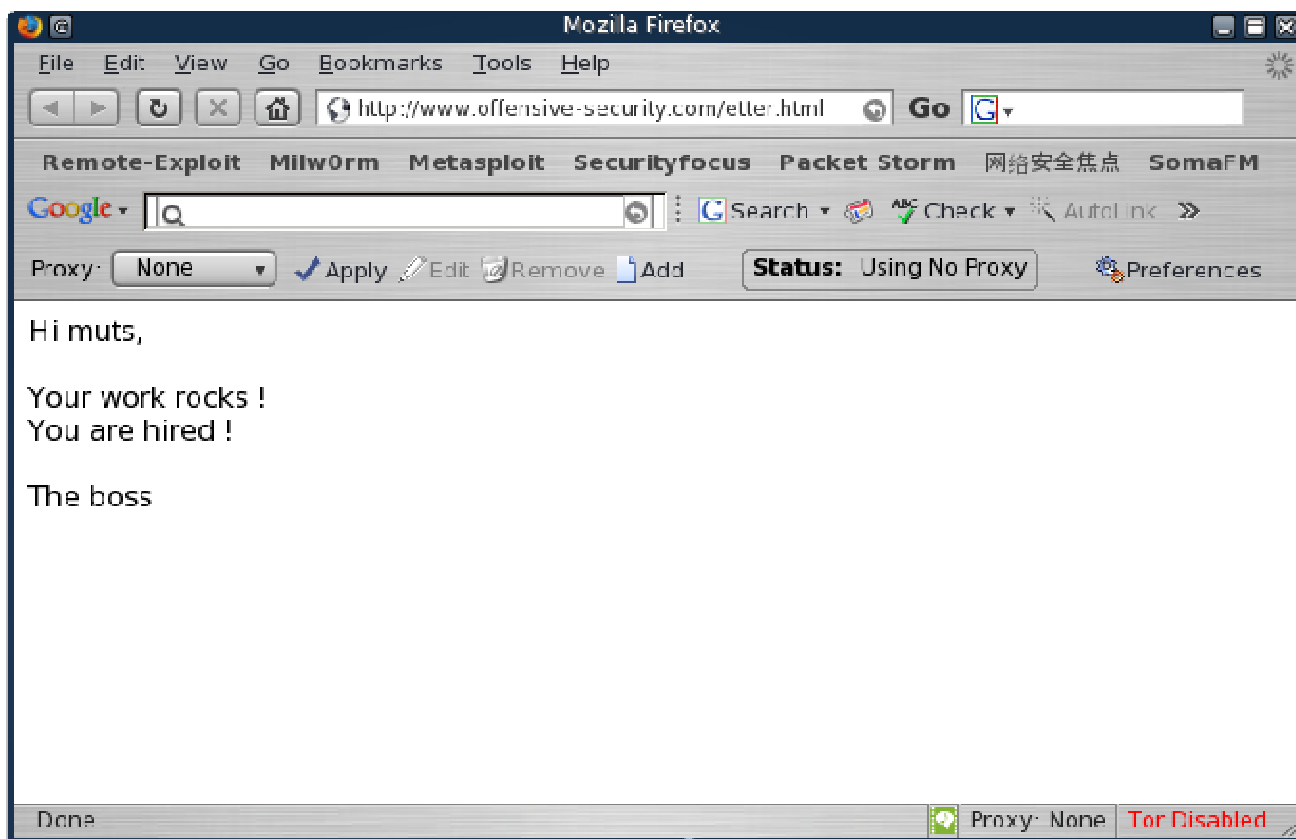 Mozilla Firefox
File Edit View Go Bookmarks Tools Help
http://www.offensive-security.com/etter.html Go G
Remote-Exploit Milw0rm Metasploit Securityfocus Packet Storm 网络安全焦点 SomaFM
Google G Search ABC Check AutoLink
Proxy: None Apply Edit Remove Add Status: Using No Proxy Preferences
Hi muts,
Your work rocks !
You are hired !
The boss
Done Proxy: None Tor Disabled